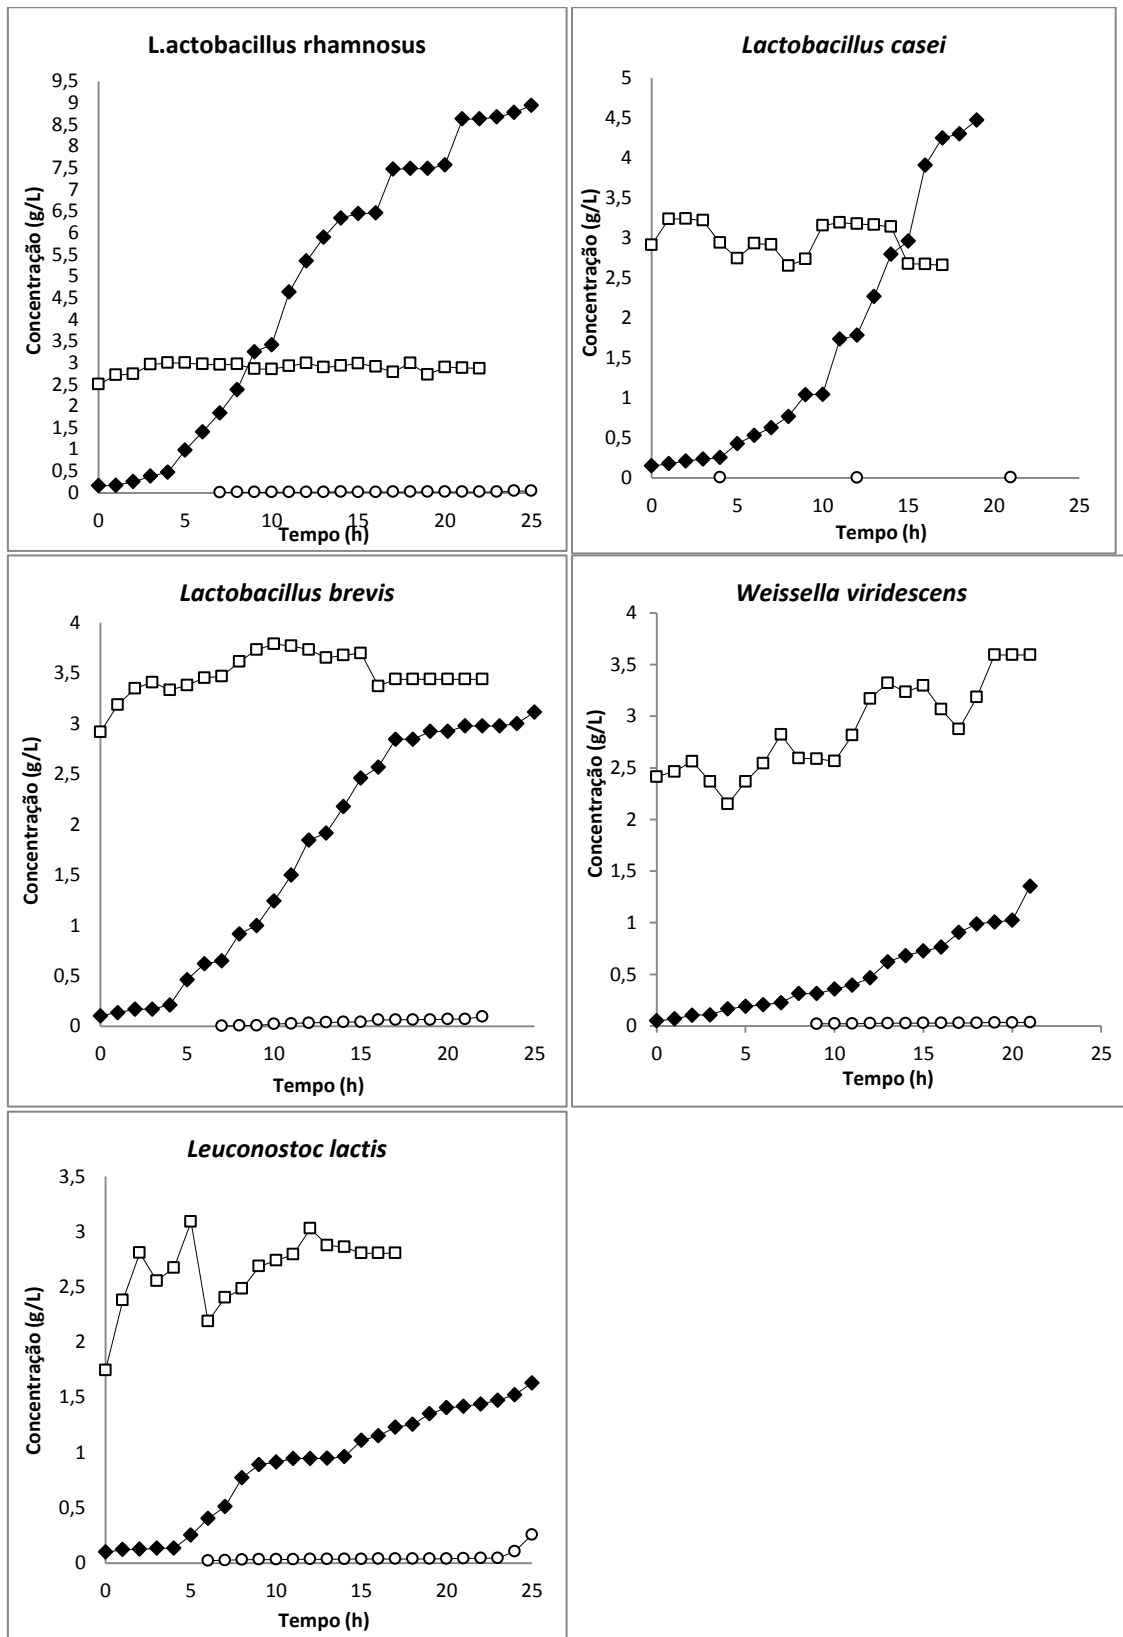 L.actobacillus rhamnosus
Concentração (g/L)
9,5
9
8,5
8
7,5
7
6,5
6
5,5
5
4,5
4
3,5
3
2,5
2
1,5
1
0,5
0
0 5 10 15 20 25
Tempo (h)
Lactobacillus casei
Concentração (g/L)
5
4,5
4
3,5
3
2,5
2
1,5
1
0,5
0
0 5 10 15 20 25
Tempo (h)
Lactobacillus brevis
Concentração (g/L)
4
3,5
3
2,5
2
1,5
1
0,5
0
0 5 10 15 20 25
Tempo (h)
Weissella viridescens
Concentração (g/L)
4
3,5
3
2,5
2
1,5
1
0,5
0
0 5 10 15 20 25
Tempo (h)
Leuconostoc lactis
Concentração (g/L)
3,5
3
2,5
2
1,5
1
0,5
0
0 5 10 15 20 25
Tempo (h)